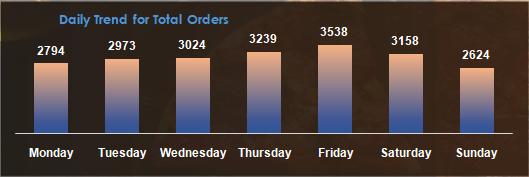 Daily Trend for Total Orders
2794 2973 3024 3239 3538 3158 2624
Monday Tuesday Wednesday Thursday Friday Saturday Sunday